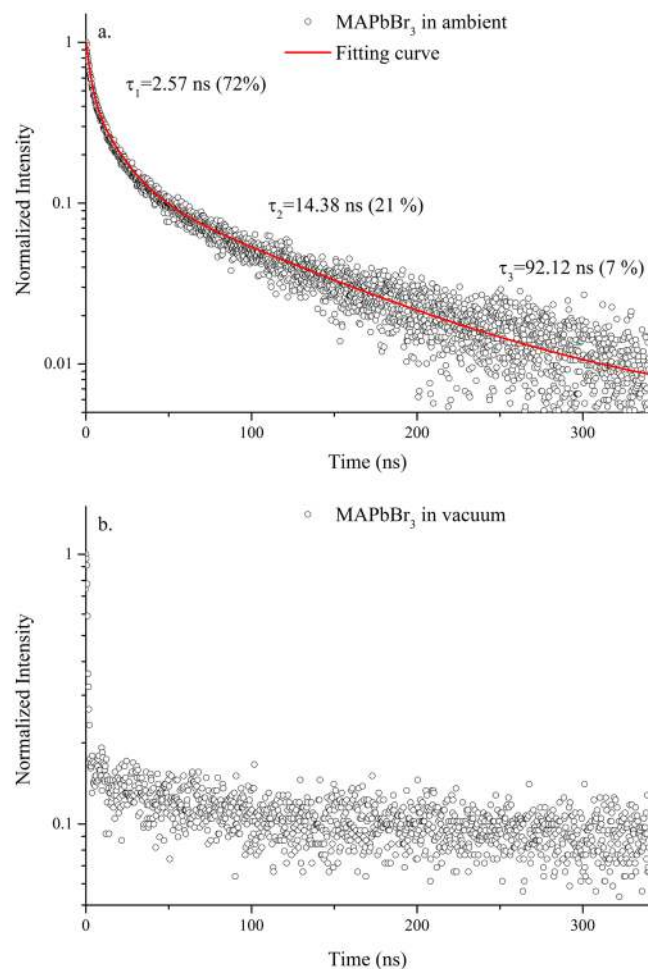 a.
MAPbBr₃ in ambient
Fitting curve
τ₁=2.57 ns (72%)
τ₂=14.38 ns (21 %)
τ₃=92.12 ns (7 %)
Normalized Intensity
1
0.1
0.01
0
100
200
300
Time (ns)
b.
MAPbBr₃ in vacuum
Normalized Intensity
1
0.1
0
100
200
300
Time (ns)